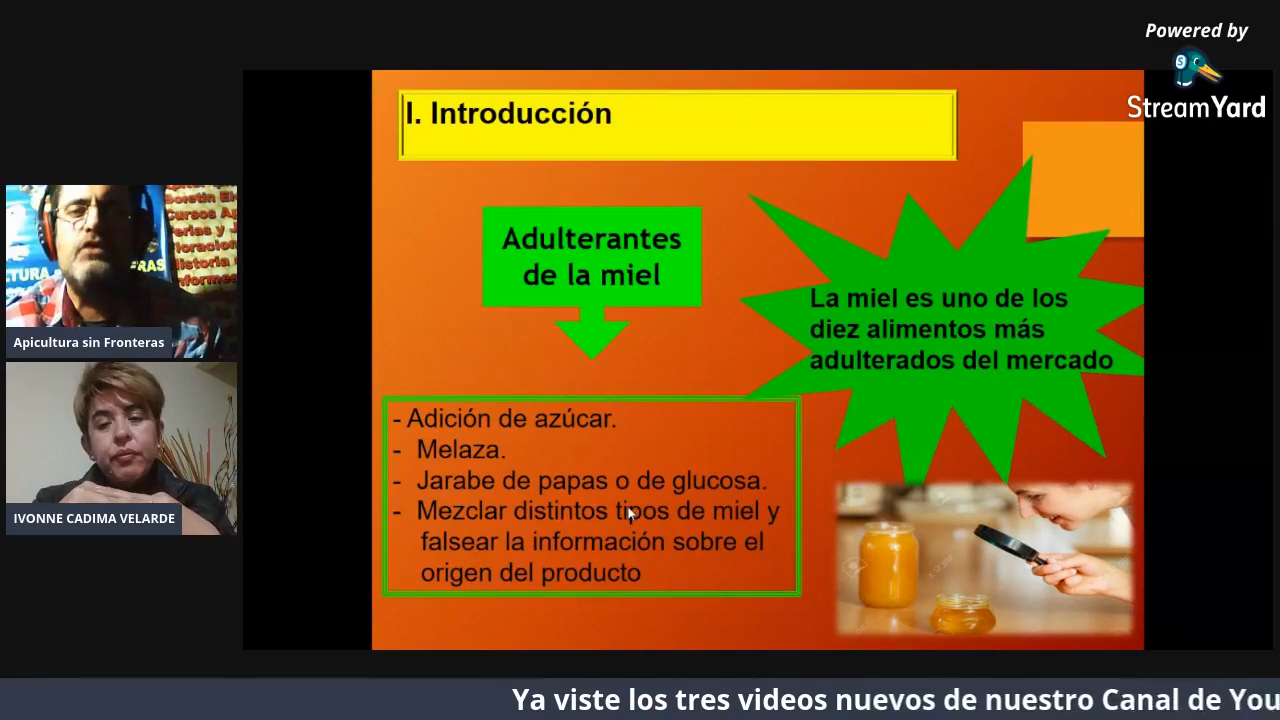 Powered by
StreamYard
I. Introducción
Adulterantes
de la miel
La miel es uno de los
diez alimentos más
adulterados del mercado
- Adición de azúcar.
- Melaza.
- Jarabe de papas o de glucosa.
- Mezclar distintos tipos de miel y
falsear la información sobre el
origen del producto
Apicultura sin Fronteras
IVONNE CADIMA VELARDE
Ya viste los tres videos nuevos de nuestro Canal de You